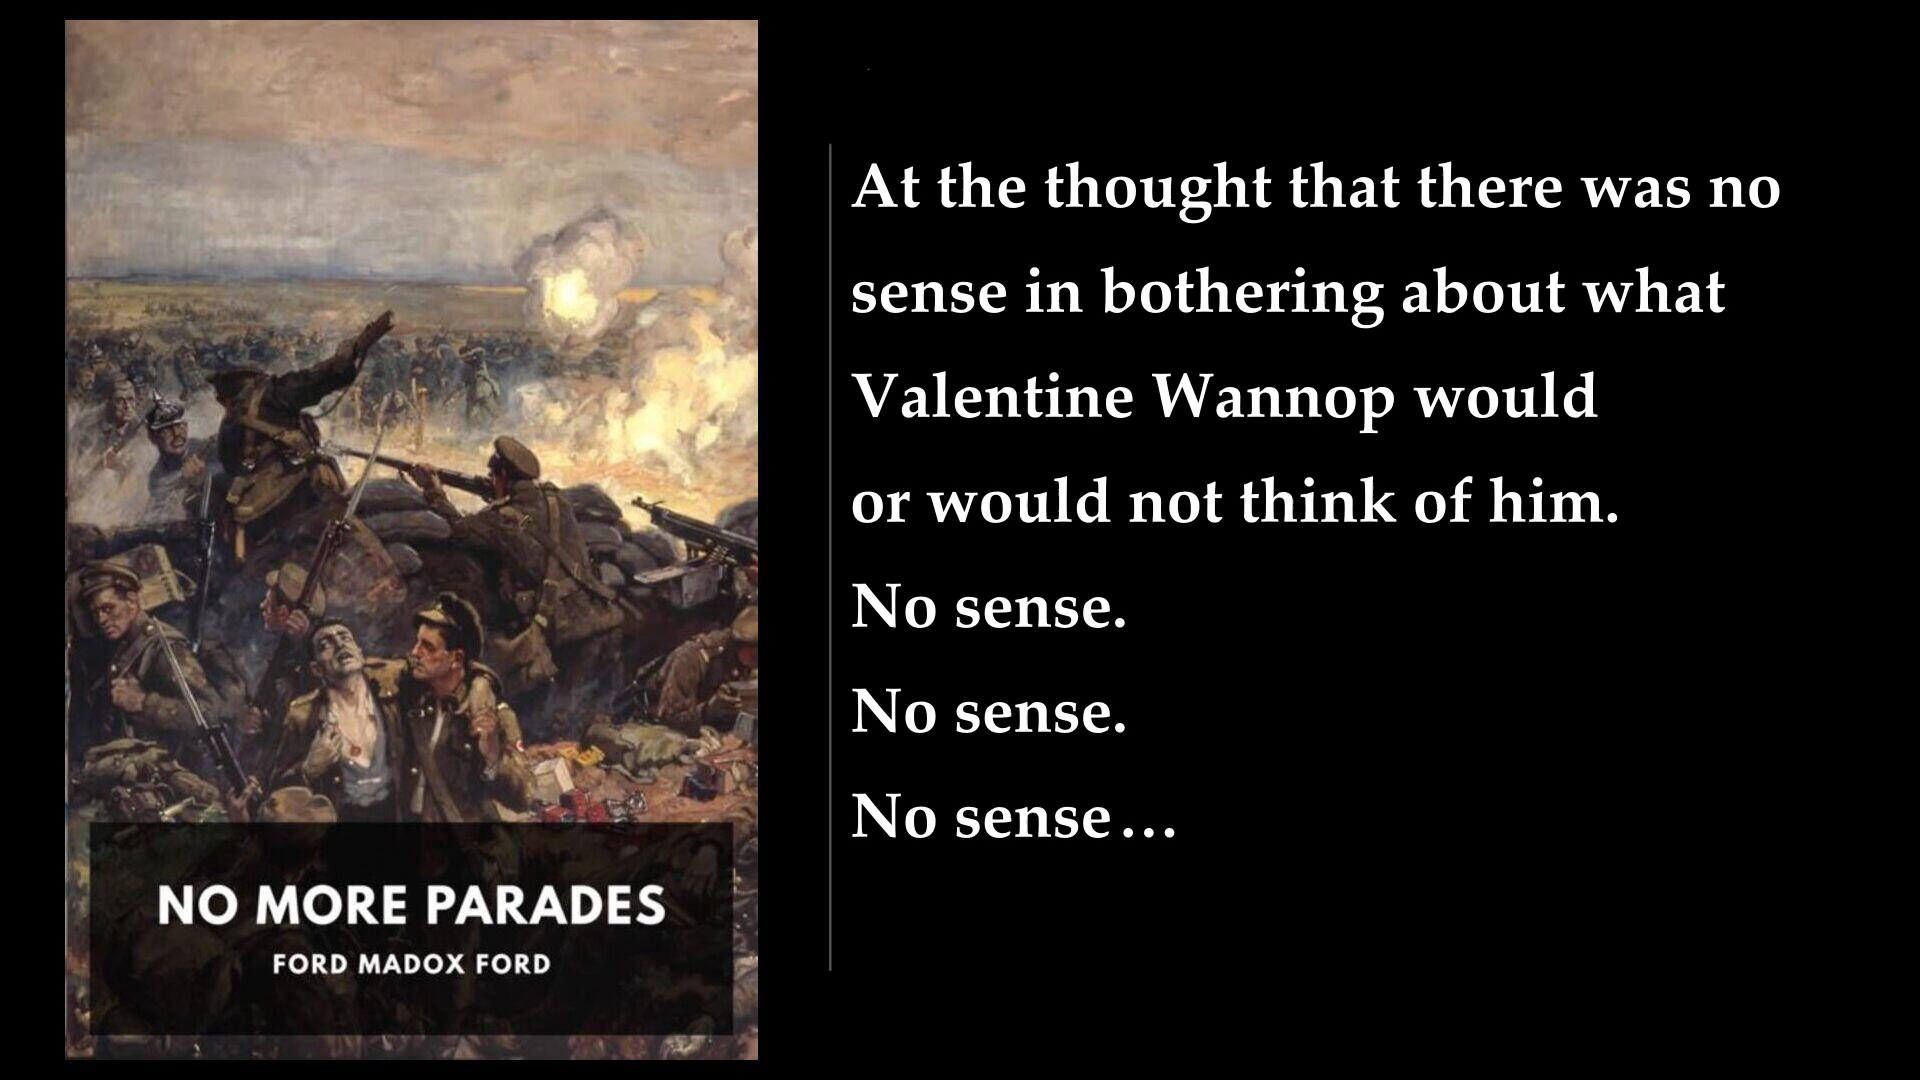 NO MORE PARADES
FORD MADOX FORD
At the thought that there was no
sense in bothering about what
Valentine Wannop would
or would not think of him.
No sense.
No sense.
No sense…